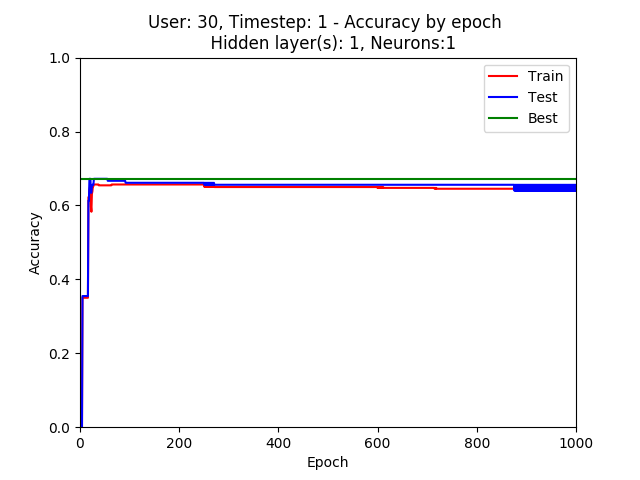 User: 30, Timestep: 1 - Accuracy by epoch
Hidden layer(s): 1, Neurons:1
1.0
Train
Test
Best
0.8
0.6
Accuracy
0.4
0.2
0.0
0 200 400 600 800 1000
Epoch